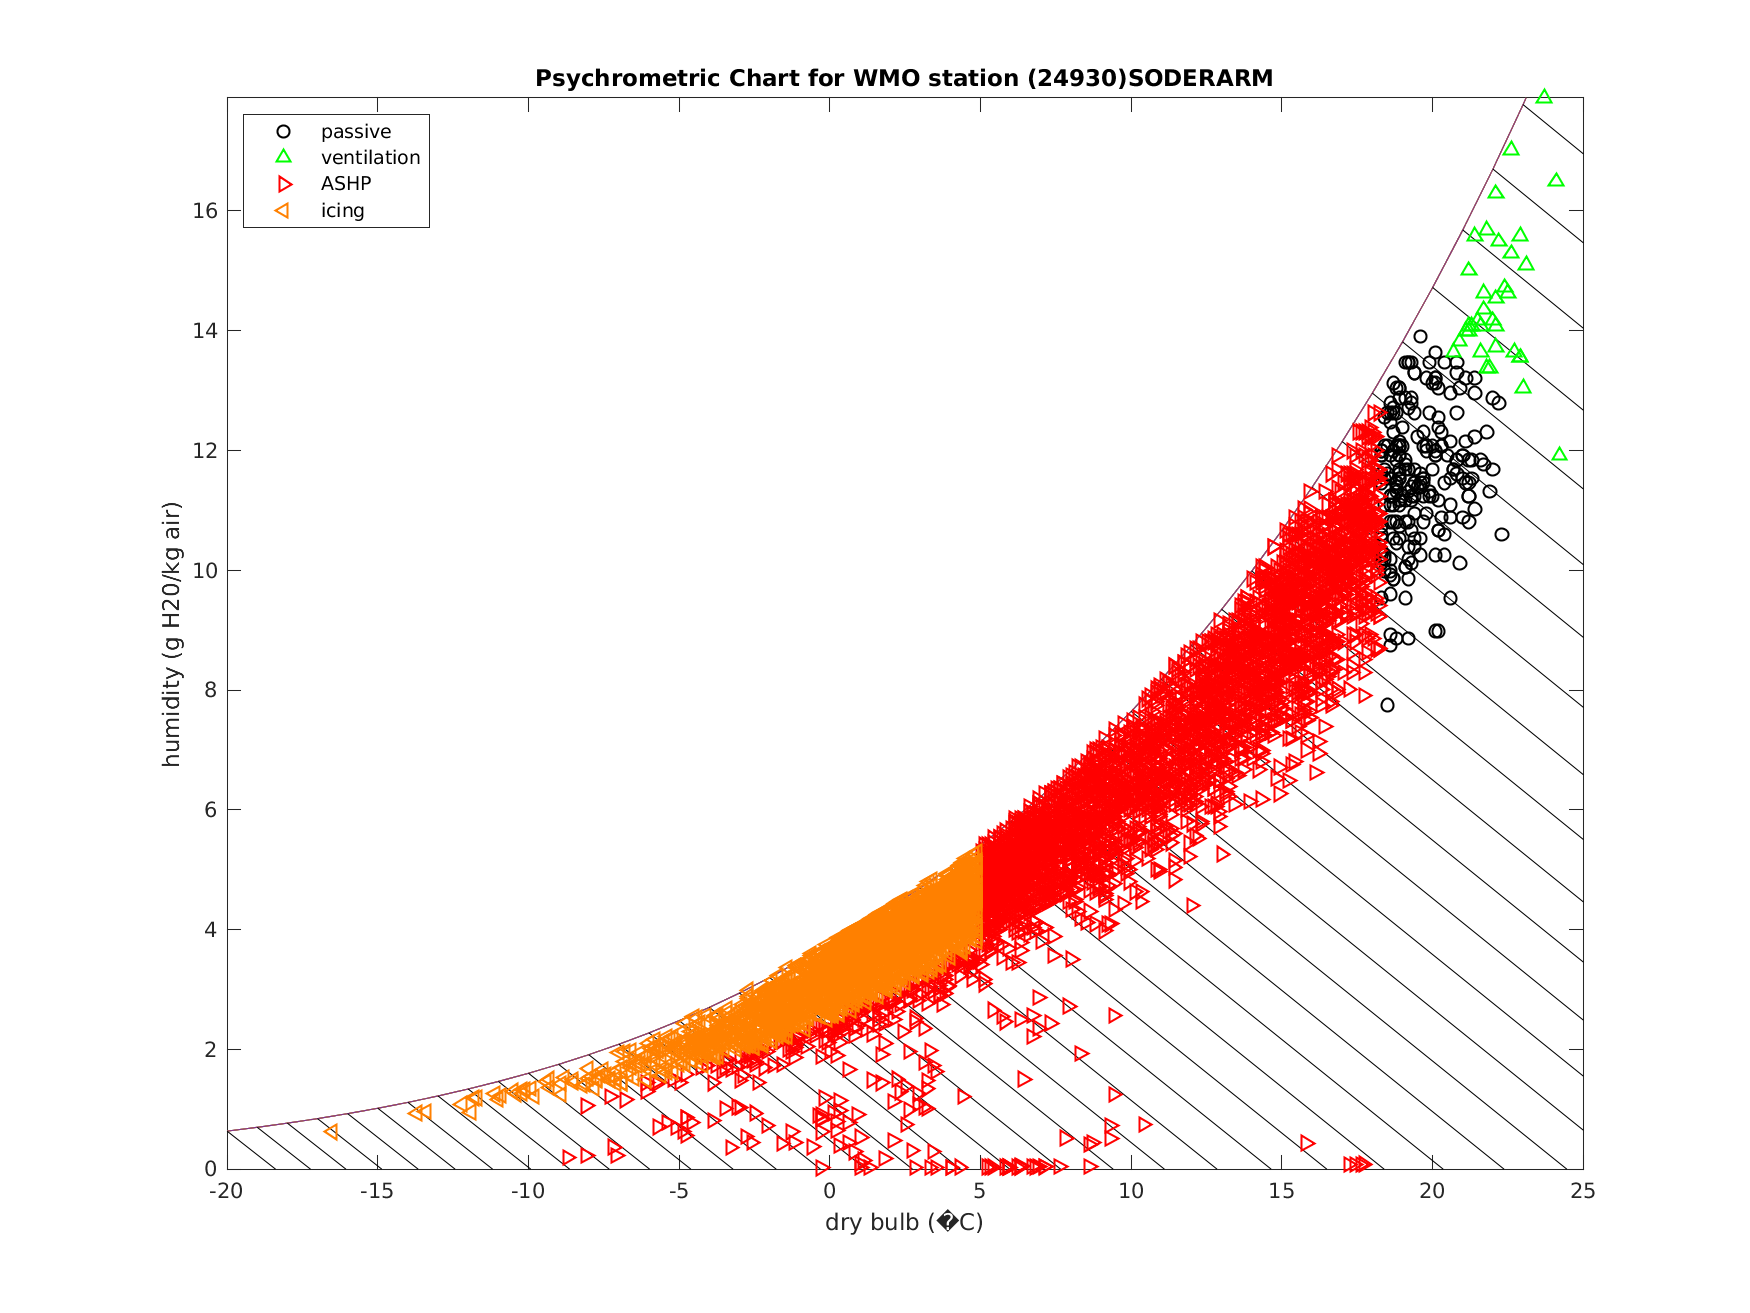 Psychrometric Chart for WMO station (24930)SODERARM
passive
ventilation
ASHP
icing
humidity (g H20/kg air)
16
14
12
10
8
6
4
2
0
-20 -15 -10 -5 0 5 10 15 20 25
dry bulb (�C)